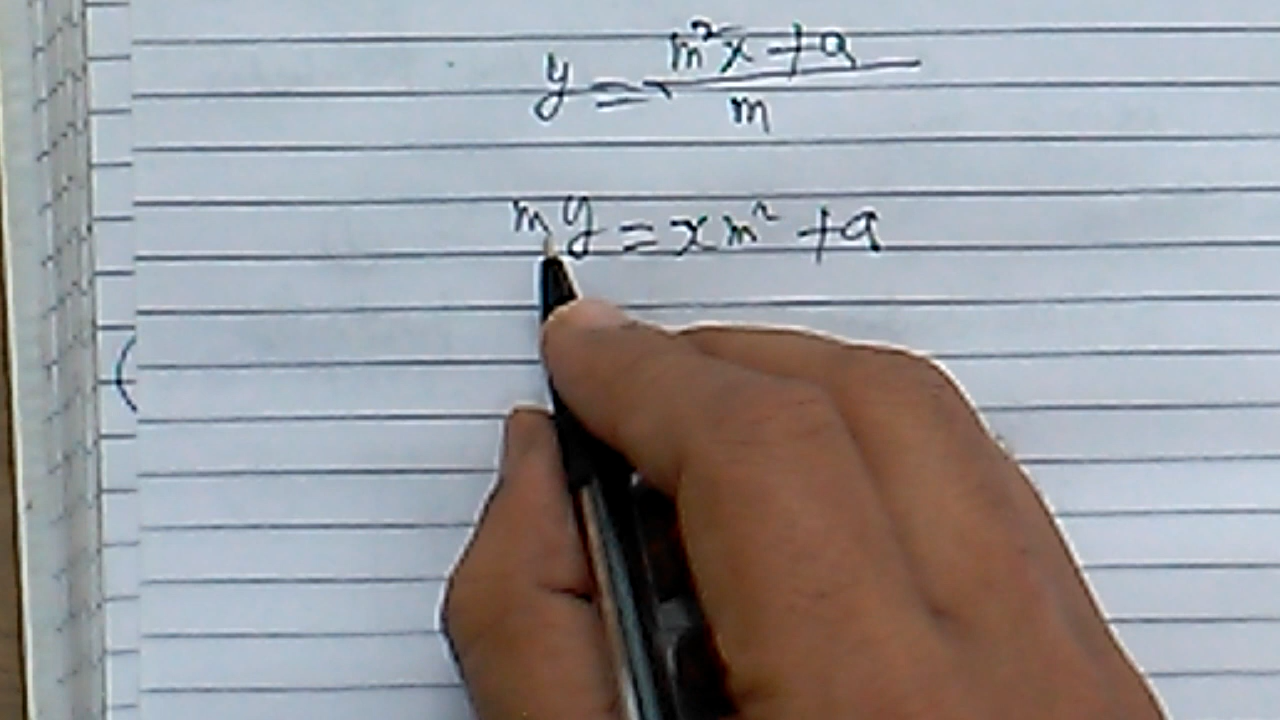 y = m²x + a / m
my = xm² + a
(